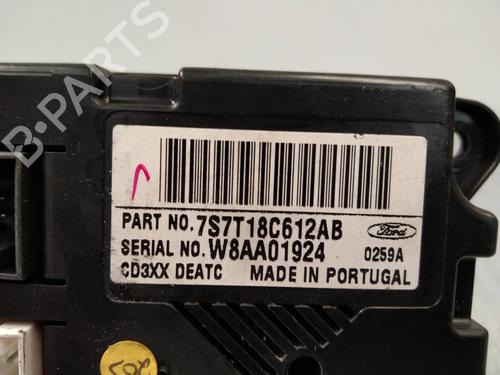 B-PARTS
PART NO. 7S7T18C612AB
Ford
SERIAL NO. W8AA01924
0259A
CD3XX DEATC
MADE IN PORTUGAL